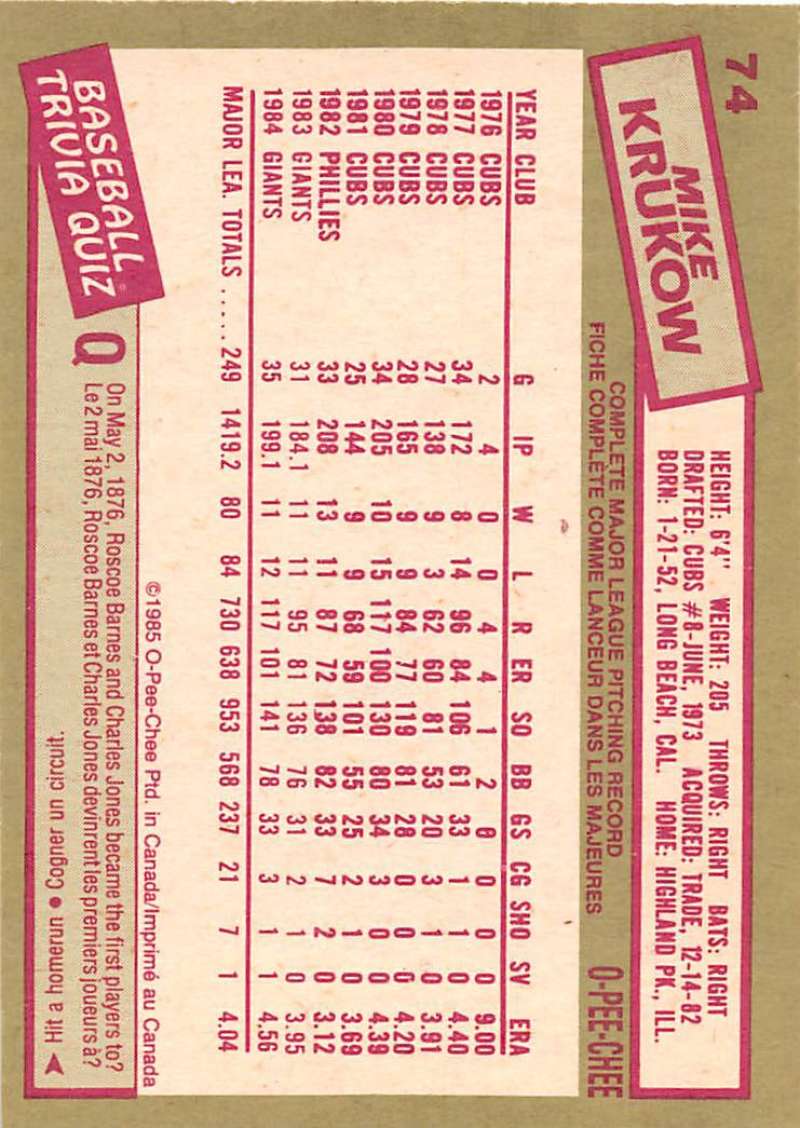 74
MIKE
KRUKOW
HEIGHT: 6'4" WEIGHT: 205 THROWS: RIGHT BATS: RIGHT
DRAFTED: CUBS #8-JUNE, 1973 ACQUIRED: TRADE, 12-14-82
BORN: 1-21-52, LONG BEACH, CAL. HOME: HIGHLAND PK., ILL.
COMPLETE MAJOR LEAGUE PITCHING RECORD
FICHE COMPLÈTE COMME LANCEUR DANS LES MAJEURES
O-PEE-CHEE
YEAR CLUB G IP W L R ER SO BB GS CG SHO SV ERA
1976 CUBS 2 4 0 0 4 4 1 2 0 0 0 0 9.00
1977 CUBS 34 172 8 14 96 84 106 61 33 1 1 0 4.40
1978 CUBS 27 138 9 3 62 60 81 53 20 3 1 0 3.91
1979 CUBS 28 165 9 9 84 77 119 81 28 0 0 0 4.20
1980 CUBS 34 205 10 15 117 100 130 80 34 3 0 0 4.39
1981 CUBS 25 144 9 9 68 59 101 55 25 2 1 0 3.69
1982 PHILLIES 33 208 13 11 87 72 138 82 33 7 2 0 3.12
1983 GIANTS 31 184.1 11 11 95 81 136 76 31 2 1 0 3.95
1984 GIANTS 35 199.1 11 12 117 101 141 78 33 3 1 1 4.56
MAJOR LEA. TOTALS ..... 249 1419.2 80 84 730 638 953 568 237 21 7 1 4.04
©1985 O-Pee-Chee Ptd. in Canada/Imprimé au Canada
BASEBALL
TRIVIA QUIZ
Q
On May 2, 1876, Roscoe Barnes and Charles Jones became the first players to?
Le 2 mai 1876, Roscoe Barnes et Charles Jones devinrent les premiers joueurs à?
Hit a homerun • Cogner un circuit.